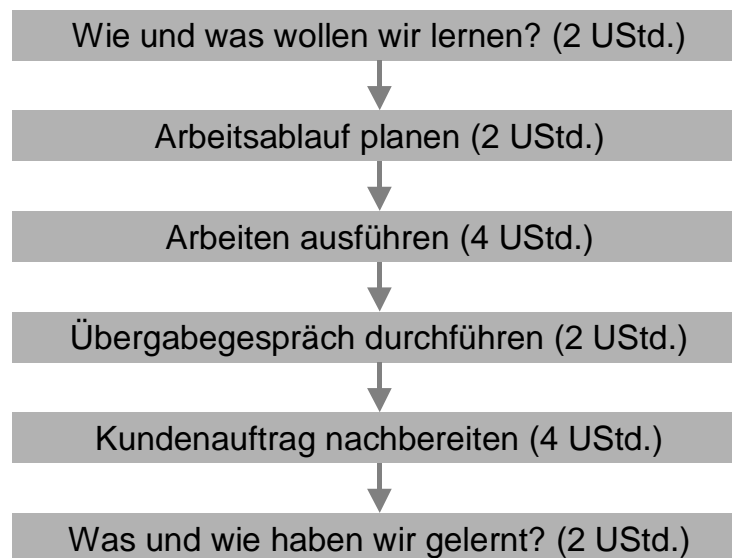 Wie und was wollen wir lernen? (2 UStd.)
Arbeitsablauf planen (2 UStd.)
Arbeiten ausführen (4 UStd.)
Übergabegespräch durchführen (2 UStd.)
Kundenauftrag nachbereiten (4 UStd.)
Was und wie haben wir gelernt? (2 UStd.)